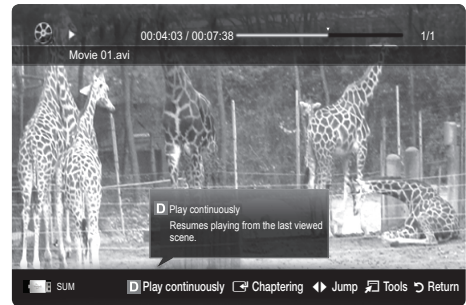 00:04:03 / 00:07:38 1/1
Movie 01.avi
D Play continuously
Resumes playing from the last viewed
scene.
SUM D Play continuously Chaptering Jump Tools Return